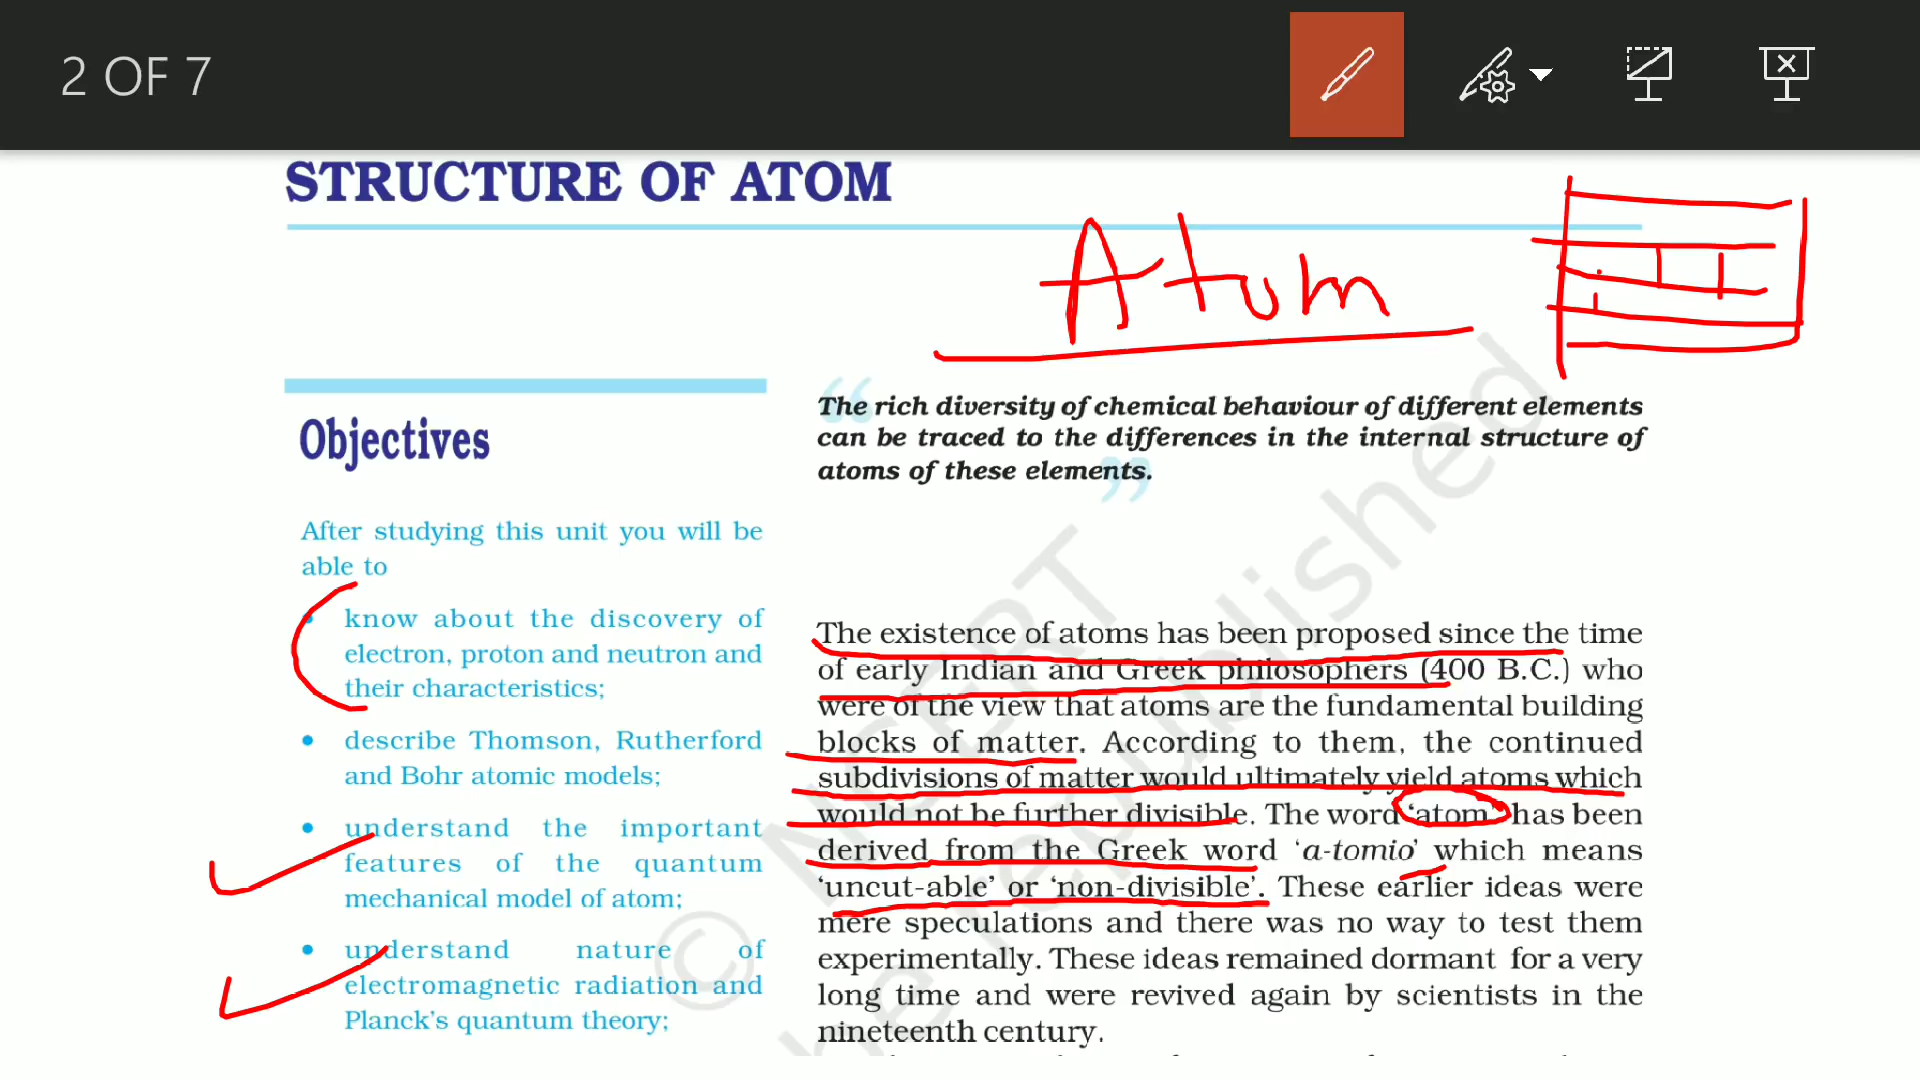 2 OF 7
STRUCTURE OF ATOM
Atom
Objectives
After studying this unit you will be
able to
• know about the discovery of
electron, proton and neutron and
their characteristics;
• describe Thomson, Rutherford
and Bohr atomic models;
• understand the important
features of the quantum
mechanical model of atom;
• understand nature of
electromagnetic radiation and
Planck's quantum theory;
“The rich diversity of chemical behaviour of different elements
can be traced to the differences in the internal structure of
atoms of these elements.”
The existence of atoms has been proposed since the time
of early Indian and Greek philosophers (400 B.C.) who
were of the view that atoms are the fundamental building
blocks of matter. According to them, the continued
subdivisions of matter would ultimately yield atoms which
would not be further divisible. The word ‘atom’ has been
derived from the Greek word ‘a-tomio’ which means
‘uncut-able’ or ‘non-divisible’. These earlier ideas were
mere speculations and there was no way to test them
experimentally. These ideas remained dormant for a very
long time and were revived again by scientists in the
nineteenth century.
© NCERT
be republished